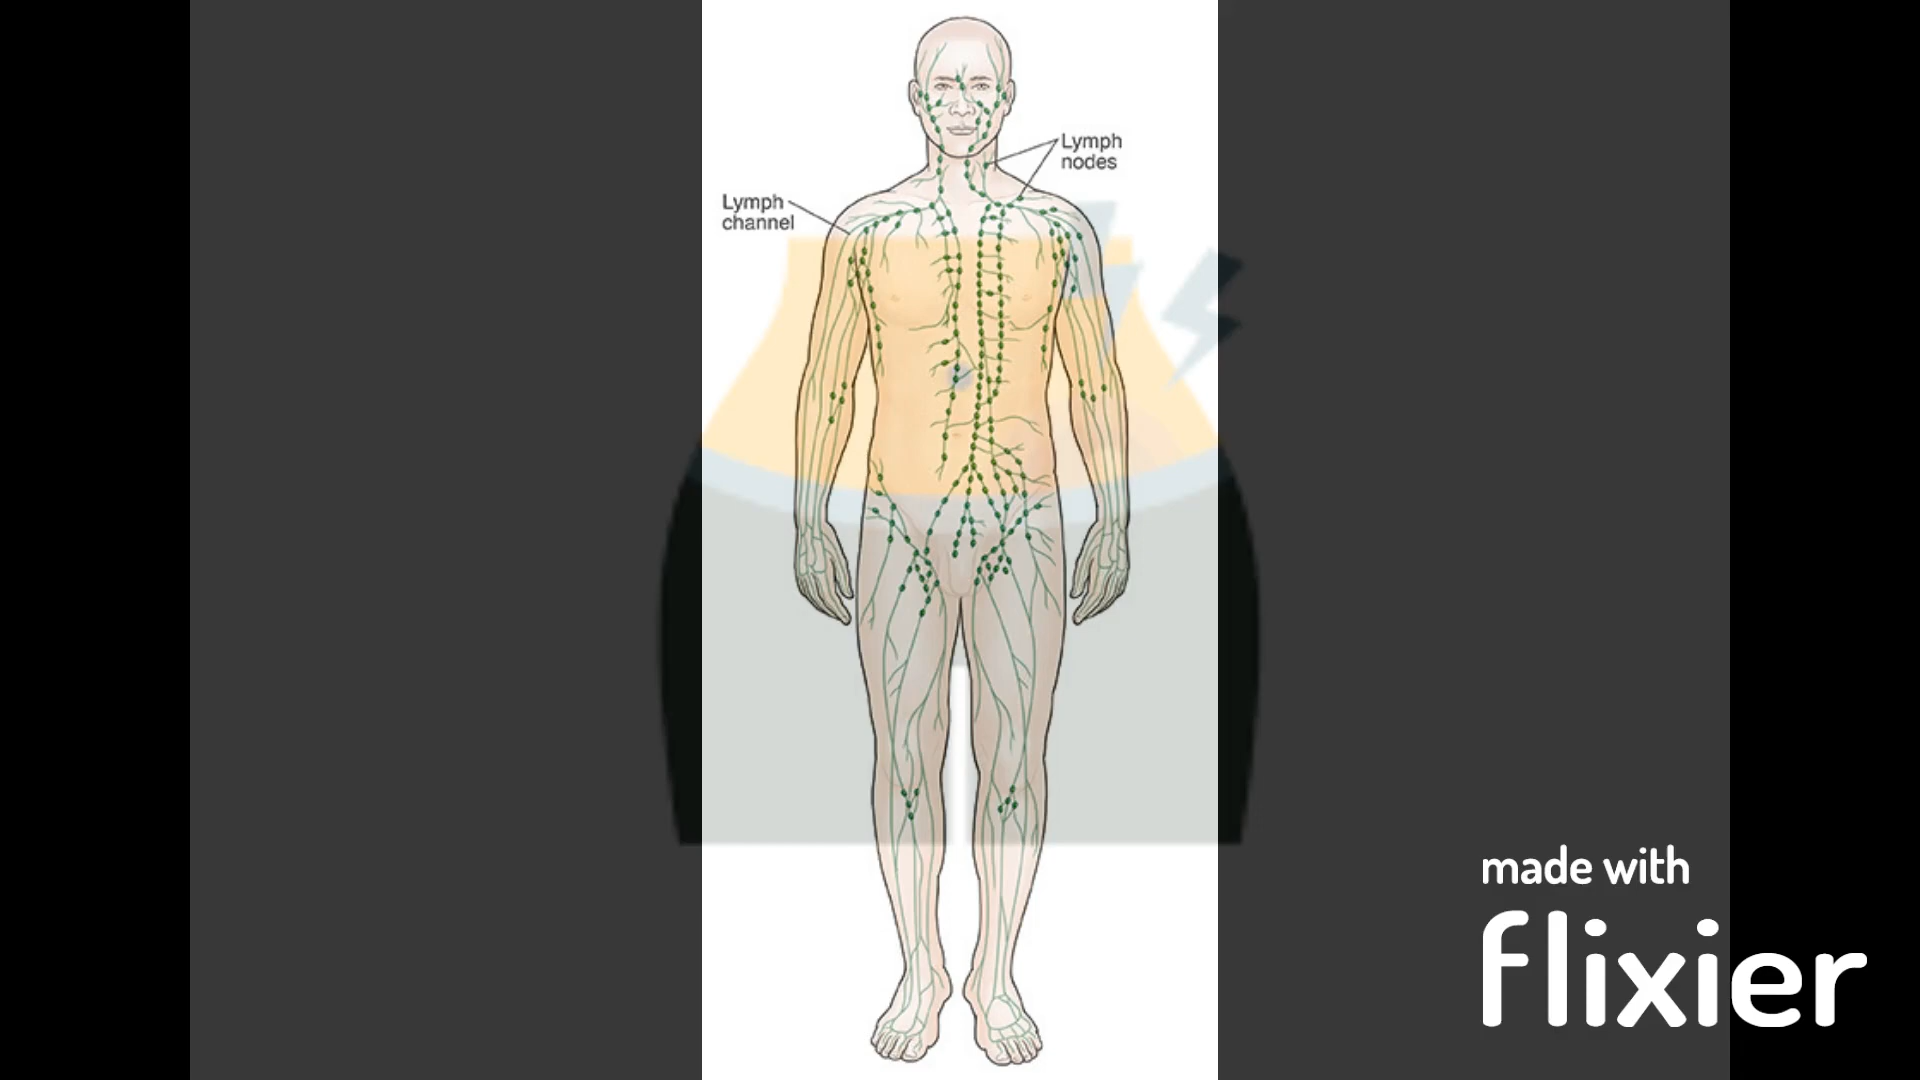 Lymph
nodes
Lymph
channel
made with
flixier